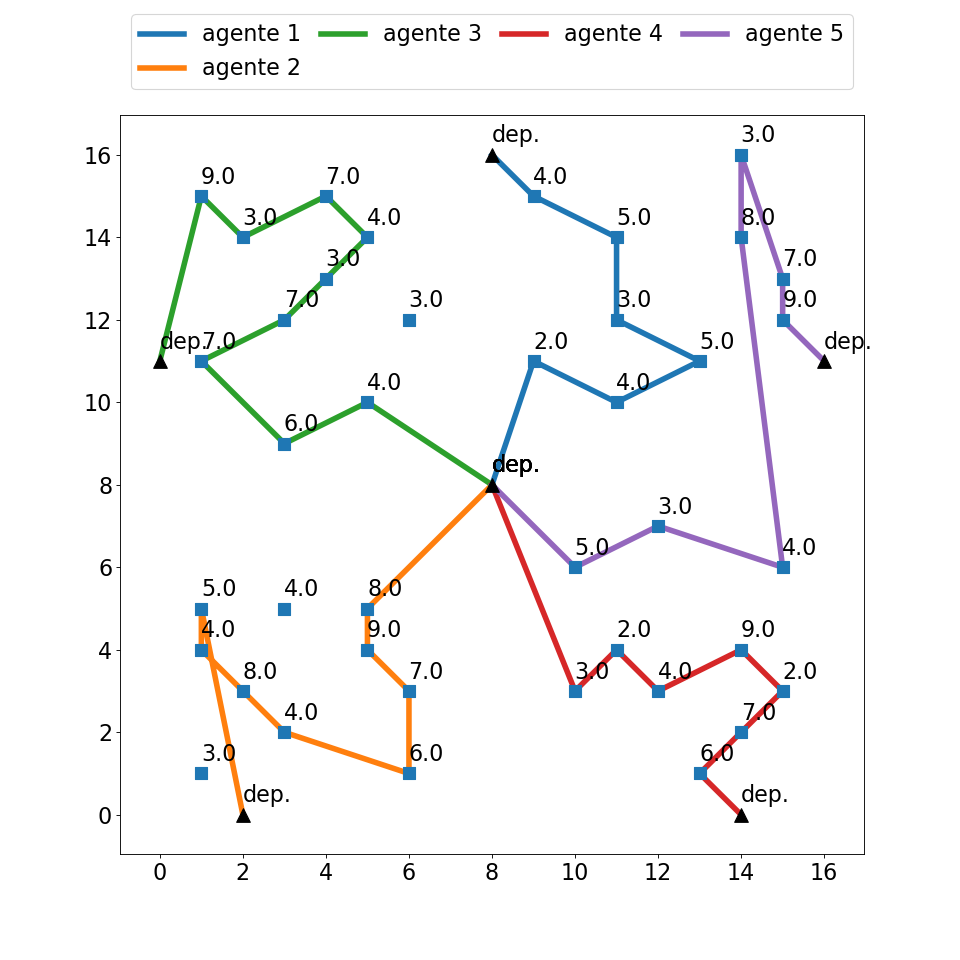 agente 1 agente 3 agente 4 agente 5
agente 2
dep. 3.0
16
9.0 7.0 4.0
3.0 4.0 5.0 8.0
14
3.0 7.0
7.0 3.0 3.0 9.0
12
dep. 7.0 2.0 5.0 dep.
4.0 4.0
10
6.0
dep. dep.
8
3.0
5.0 4.0
6
5.0 4.0 8.0
4.0 9.0 2.0 9.0
4
8.0 7.0 3.0 4.0 2.0
4.0 7.0
2
3.0 6.0 6.0
dep. dep.
0
0 2 4 6 8 10 12 14 16